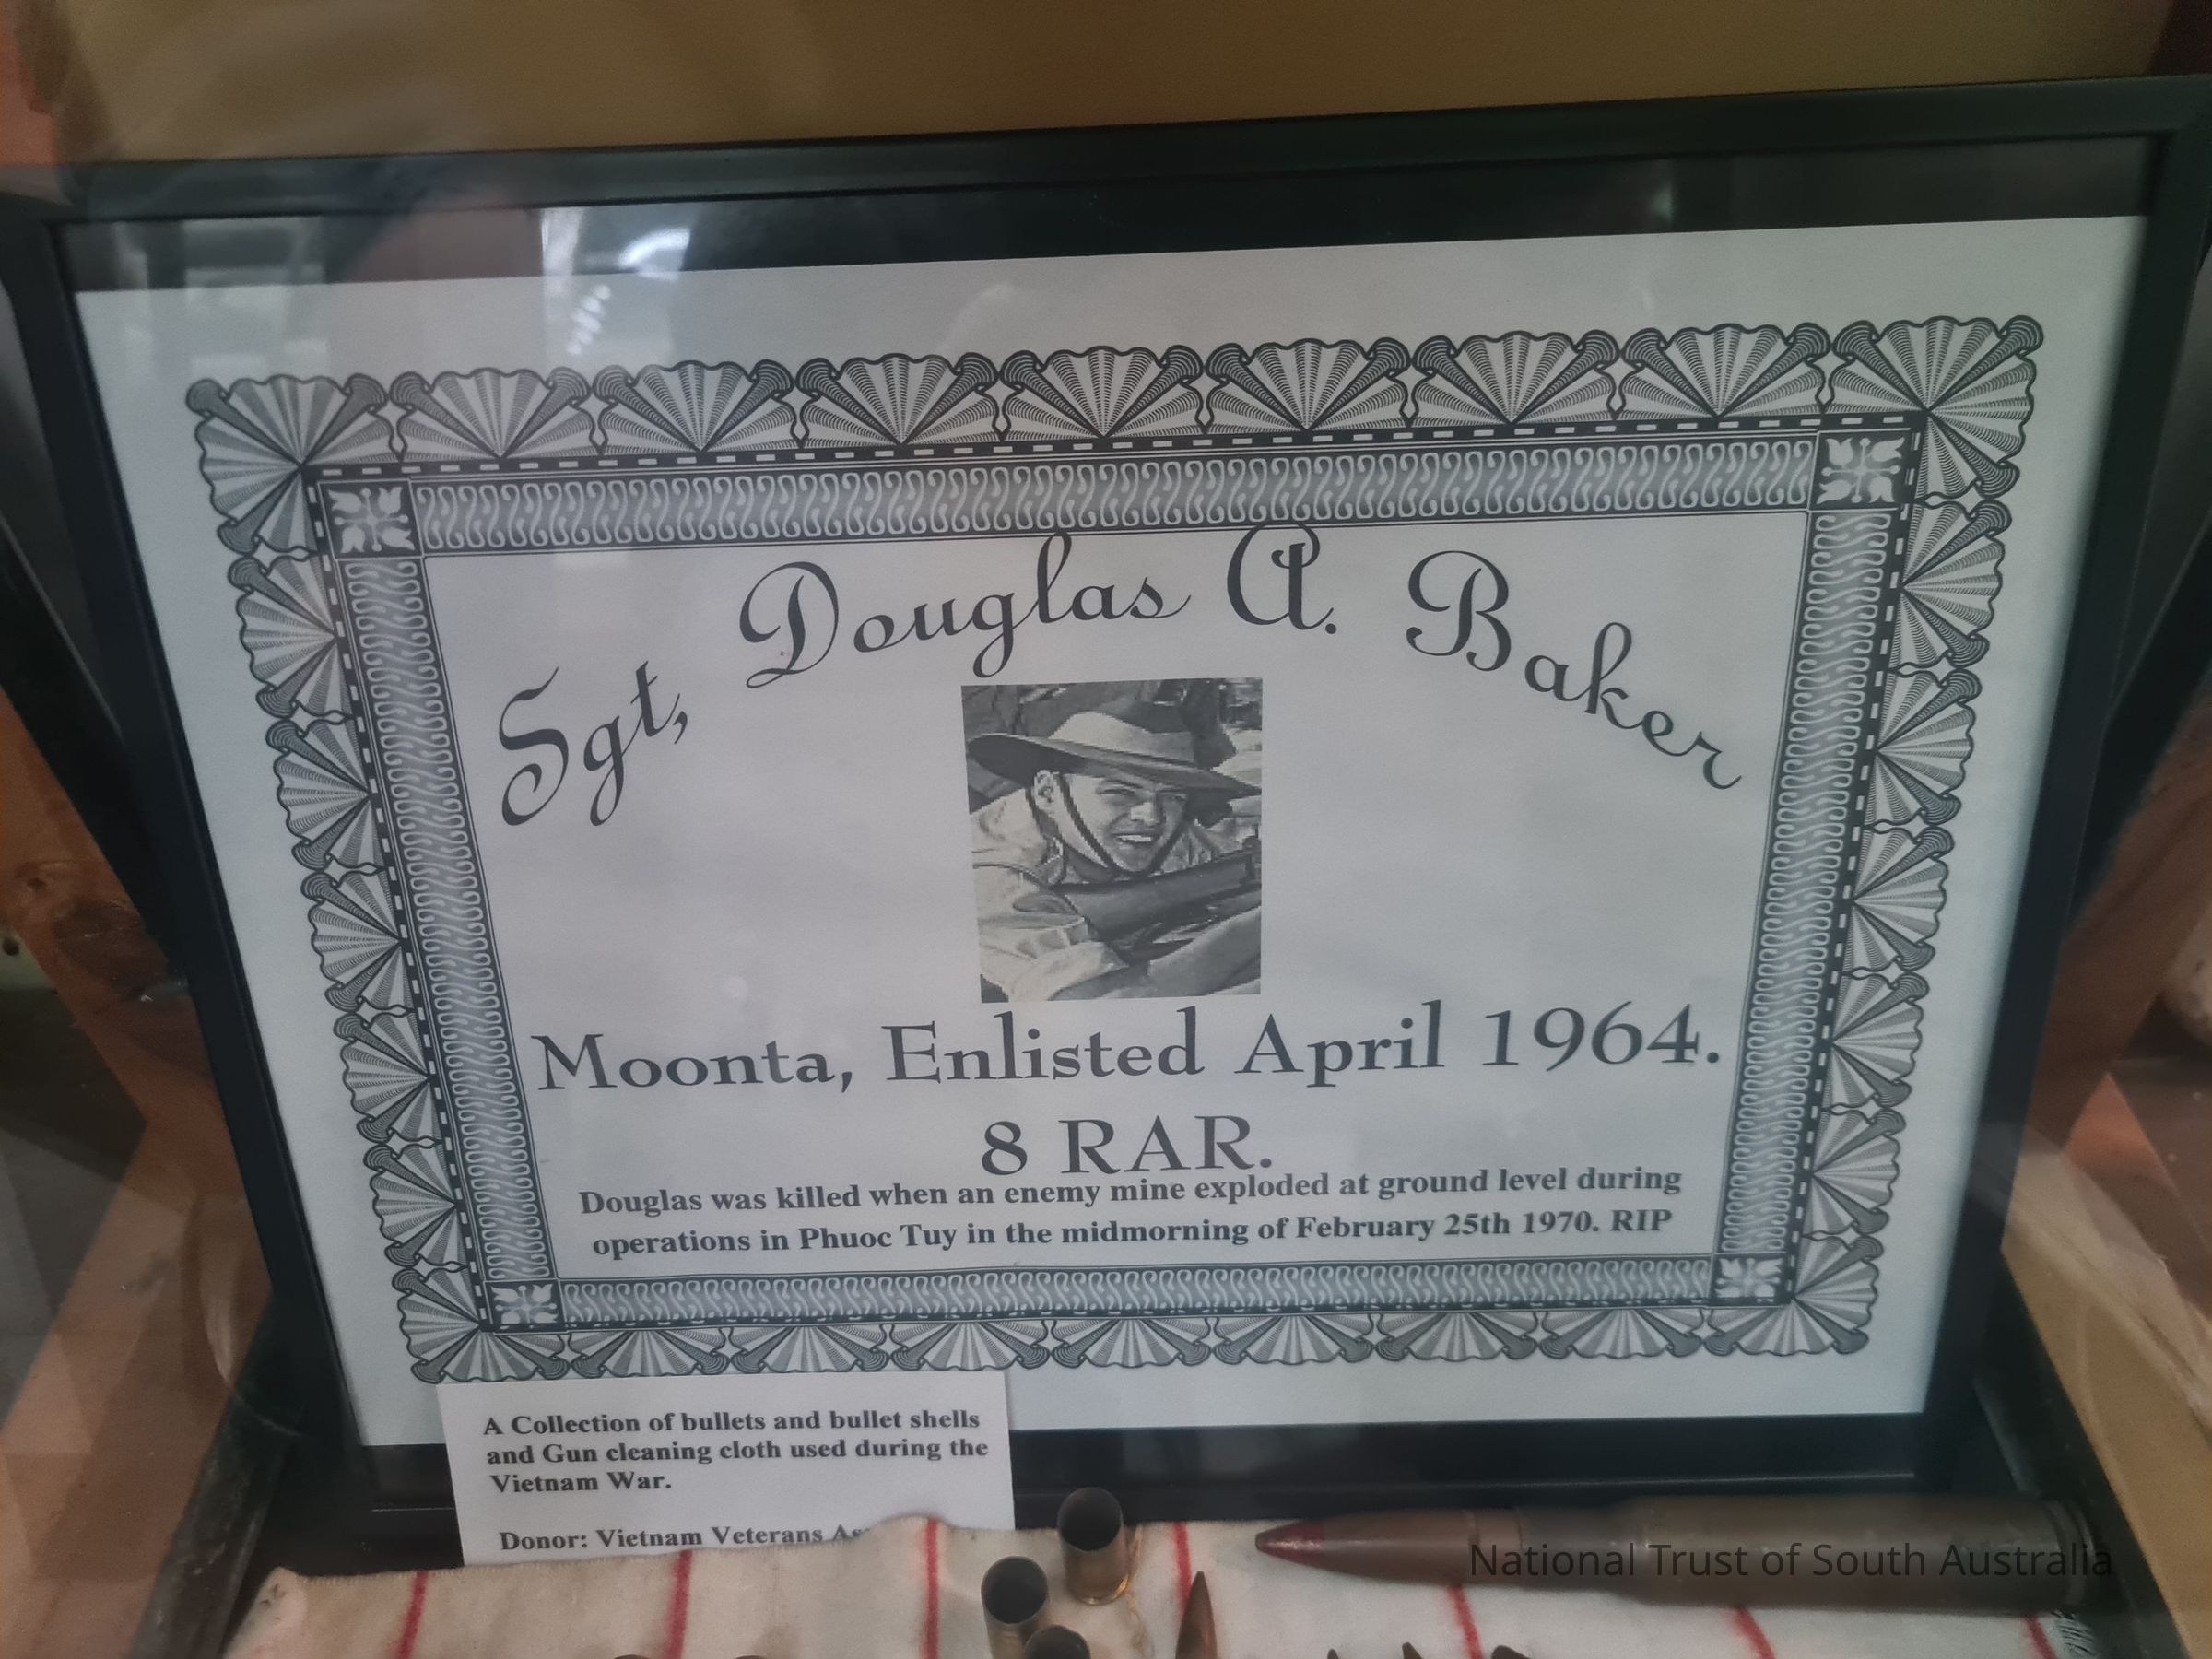 Sgt, Douglas A. Baker
Moonta, Enlisted April 1964.
8 RAR.
Douglas was killed when an enemy mine exploded at ground level during
operations in Phuoc Tuy in the midmorning of February 25th 1970. RIP
A Collection of bullets and bullet shells
and Gun cleaning cloth used during the
Vietnam War.
Donor: Vietnam Veterans
National Trust of South Australia